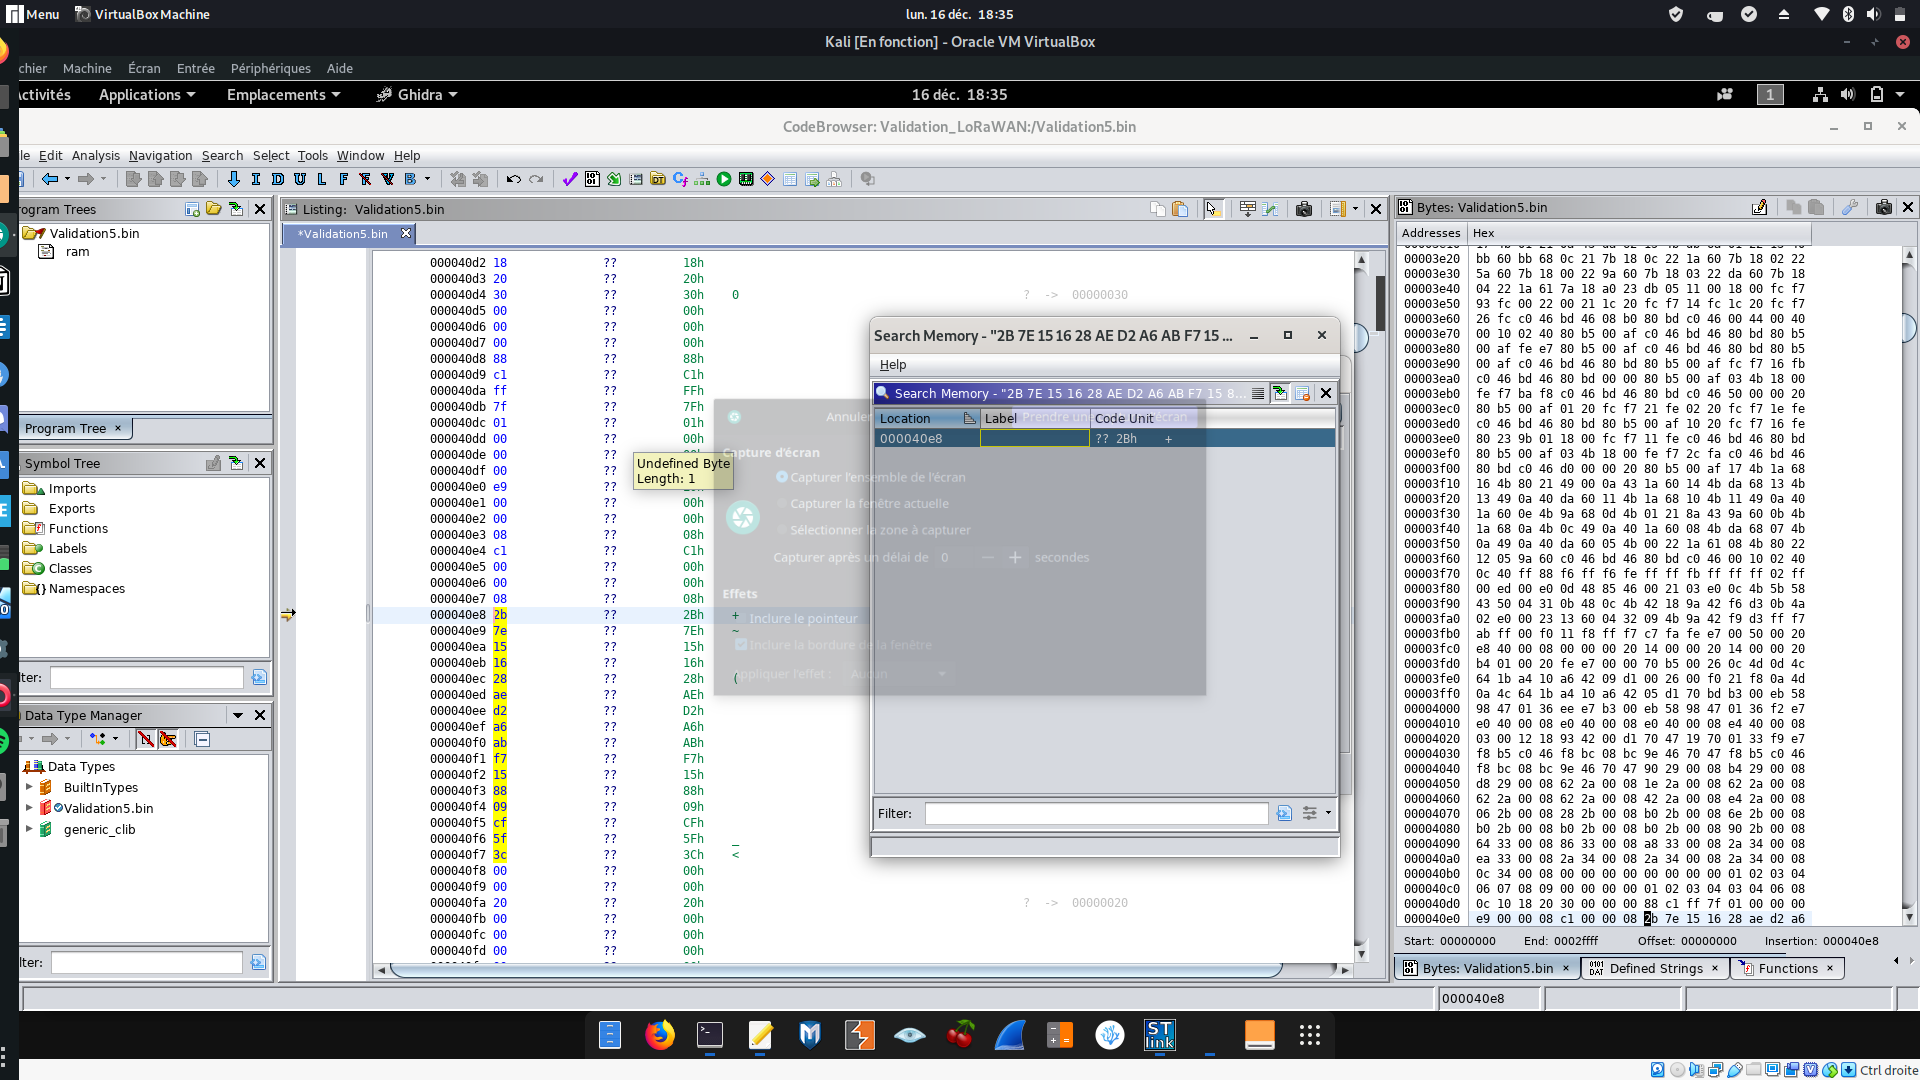 Menu VirtualBox Machine lun. 16 déc. 18:35
Kali [En fonction] - Oracle VM VirtualBox
chier Machine Écran Entrée Périphériques Aide
ctivités Applications Emplacements Ghidra 16 déc. 18:35 1
CodeBrowser: Validation_LoRaWAN:/Validation5.bin
le Edit Analysis Navigation Search Select Tools Window Help
I D U L F B
rogram Trees
Validation5.bin
ram
Program Tree ×
Symbol Tree
Imports
Exports
Functions
Labels
Classes
Namespaces
lter:
Data Type Manager
Data Types
BuiltInTypes
Validation5.bin
generic_clib
lter:
Listing: Validation5.bin
*Validation5.bin
000040d2 18 ?? 18h
000040d3 20 ?? 20h
000040d4 30 ?? 30h 0 ? -> 00000030
000040d5 00 ?? 00h
000040d6 00 ?? 00h
000040d7 00 ?? 00h
000040d8 88 ?? 88h
000040d9 c1 ?? C1h
000040da ff ?? FFh
000040db 7f ?? 7Fh
000040dc 01 ?? 01h
000040dd 00 ?? 00h
000040de 00 ??
000040df 00 ??
000040e0 e9 ??
000040e1 00 ?? 00h
000040e2 00 ?? 00h
000040e3 08 ?? 08h
000040e4 c1 ?? C1h
000040e5 00 ?? 00h
000040e6 00 ?? 00h
000040e7 08 ?? 08h
000040e8 2b ?? 2Bh +
000040e9 7e ?? 7Eh ~
000040ea 15 ?? 15h
000040eb 16 ?? 16h
000040ec 28 ?? 28h (
000040ed ae ?? AEh
000040ee d2 ?? D2h
000040ef a6 ?? A6h
000040f0 ab ?? ABh
000040f1 f7 ?? F7h
000040f2 15 ?? 15h
000040f3 88 ?? 88h
000040f4 09 ?? 09h
000040f5 cf ?? CFh
000040f6 5f ?? 5Fh _
000040f7 3c ?? 3Ch <
000040f8 00 ?? 00h
000040f9 00 ?? 00h
000040fa 20 ?? 20h ? -> 00000020
000040fb 00 ?? 00h
000040fc 00 ?? 00h
000040fd 00 ?? 00h
Undefined Byte
Length: 1
Annuler Prendre une écran
Capture d'écran
Capturer l'ensemble de l'écran
Capturer la fenêtre actuelle
Sélectionner la zone à capturer
Capturer après un délai de 0 − + secondes
Effets
Inclure le pointeur
Inclure la bordure de la fenêtre
Appliquer l'effet : Aucun
Search Memory - "2B 7E 15 16 28 AE D2 A6 AB F7 15 ...
Help
Search Memory - "2B 7E 15 16 28 AE D2 A6 AB F7 15 8...
Location Label Code Unit
000040e8 ?? 2Bh +
Filter:
Bytes: Validation5.bin
Addresses Hex
00003e20 bb 60 bb 68 0c 21 7b 18 0c 22 1a 60 7b 18 02 22
00003e30 5a 60 7b 18 00 22 9a 60 7b 18 03 22 da 60 7b 18
00003e40 04 22 1a 61 7a 18 a0 23 db 05 11 00 18 00 fc f7
00003e50 93 fc 00 22 00 21 1c 20 fc f7 14 fc 1c 20 fc f7
00003e60 26 fc c0 46 bd 46 08 b0 80 bd c0 46 00 44 00 40
00003e70 00 10 02 40 80 b5 00 af c0 46 bd 46 80 bd 80 b5
00003e80 00 af fe e7 80 b5 00 af c0 46 bd 46 80 bd 80 b5
00003e90 00 af c0 46 bd 46 80 bd 80 b5 00 af fc f7 16 fb
00003ea0 c0 46 bd 46 80 bd c0 46 80 b5 00 af 03 4b 18 00
00003eb0 fe f7 ba f8 c0 46 bd 46 80 bd c0 46 50 00 00 20
00003ec0 80 b5 00 af 01 20 fc f7 21 fe 02 20 fc f7 1e fe
00003ed0 c0 46 bd 46 80 bd 80 b5 00 af 10 20 fc f7 16 fe
00003ee0 80 23 9b 01 18 00 fc f7 11 fe c0 46 bd 46 80 bd
00003ef0 80 b5 00 af 03 4b 18 00 fe f7 2c fa c0 46 bd 46
00003f00 80 bd c0 46 d0 00 00 20 80 b5 00 af 17 4b 1a 68
00003f10 16 4b 80 21 49 00 0a 43 1a 60 14 4b da 68 13 4b
00003f20 13 49 0a 40 da 60 11 4b 1a 68 10 4b 11 49 0a 40
00003f30 1a 60 0e 4b 9a 68 0d 4b 01 21 8a 43 9a 60 0b 4b
00003f40 1a 68 0a 4b 0c 49 0a 40 1a 60 08 4b da 68 07 4b
00003f50 0a 49 0a 40 da 60 05 4b 00 22 1a 61 08 4b 80 22
00003f60 12 05 9a 60 c0 46 bd 46 80 bd c0 46 00 10 02 40
00003f70 0c 40 ff 88 f6 ff f6 fe ff ff fb ff ff ff 02 ff
00003f80 00 ed 00 e0 0d 48 85 46 00 21 03 e0 0c 4b 5b 58
00003f90 43 50 04 31 0b 48 0c 4b 42 18 9a 42 f6 d3 0b 4a
00003fa0 02 e0 00 23 13 60 04 32 09 4b 9a 42 f9 d3 ff f7
00003fb0 ab ff 00 f0 11 f8 ff f7 c7 fa fe e7 00 50 00 20
00003fc0 e8 40 00 08 00 00 00 20 14 00 00 20 14 00 00 20
00003fd0 b4 01 00 20 fe e7 00 00 70 b5 00 26 0c 4d 0d 4c
00003fe0 64 1b a4 10 a6 42 09 d1 00 26 00 f0 21 f8 0a 4d
00003ff0 0a 4c 64 1b a4 10 a6 42 05 d1 70 bd b3 00 eb 58
00004000 98 47 01 36 ee e7 b3 00 eb 58 98 47 01 36 f2 e7
00004010 e0 40 00 08 e0 40 00 08 e0 40 00 08 e4 40 00 08
00004020 03 00 12 18 93 42 00 d1 70 47 19 70 01 33 f9 e7
00004030 f8 b5 c0 46 f8 bc 08 bc 9e 46 70 47 f8 b5 c0 46
00004040 f8 bc 08 bc 9e 46 70 47 90 29 00 08 b4 29 00 08
00004050 d8 29 00 08 62 2a 00 08 1e 2a 00 08 62 2a 00 08
00004060 62 2a 00 08 62 2a 00 08 42 2a 00 08 e4 2a 00 08
00004070 06 2b 00 08 28 2b 00 08 b0 2b 00 08 6e 2b 00 08
00004080 b0 2b 00 08 b0 2b 00 08 b0 2b 00 08 90 2b 00 08
00004090 64 33 00 08 86 33 00 08 a8 33 00 08 2a 34 00 08
000040a0 ea 33 00 08 2a 34 00 08 2a 34 00 08 2a 34 00 08
000040b0 0c 34 00 08 00 00 00 00 00 00 00 00 01 02 03 04
000040c0 06 07 08 09 00 00 00 00 01 02 03 04 03 04 06 08
000040d0 0c 10 18 20 30 00 00 00 88 c1 ff 7f 01 00 00 00
000040e0 e9 00 00 08 c1 00 00 08 2b 7e 15 16 28 ae d2 a6
Start: 00000000 End: 0002ffff Offset: 00000000 Insertion: 000040e8
Bytes: Validation5.bin × Defined Strings × Functions ×
000040e8
ST link
Ctrl droite